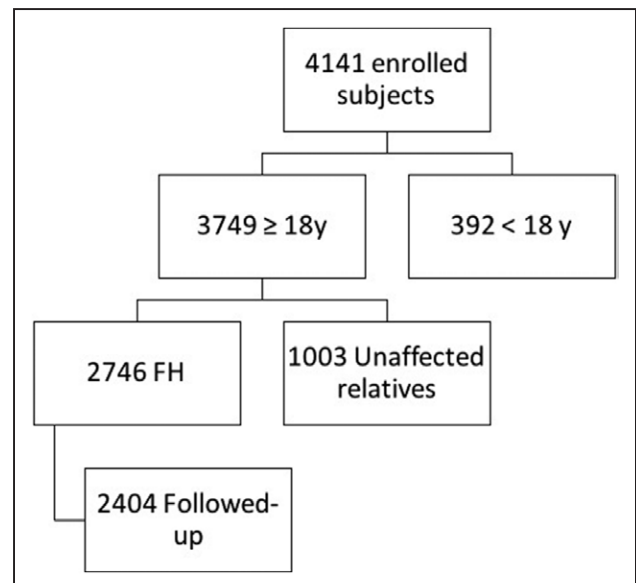 4141 enrolled
subjects
3749 ≥ 18y
392 < 18 y
2746 FH
1003 Unaffected
relatives
2404 Followed-
up